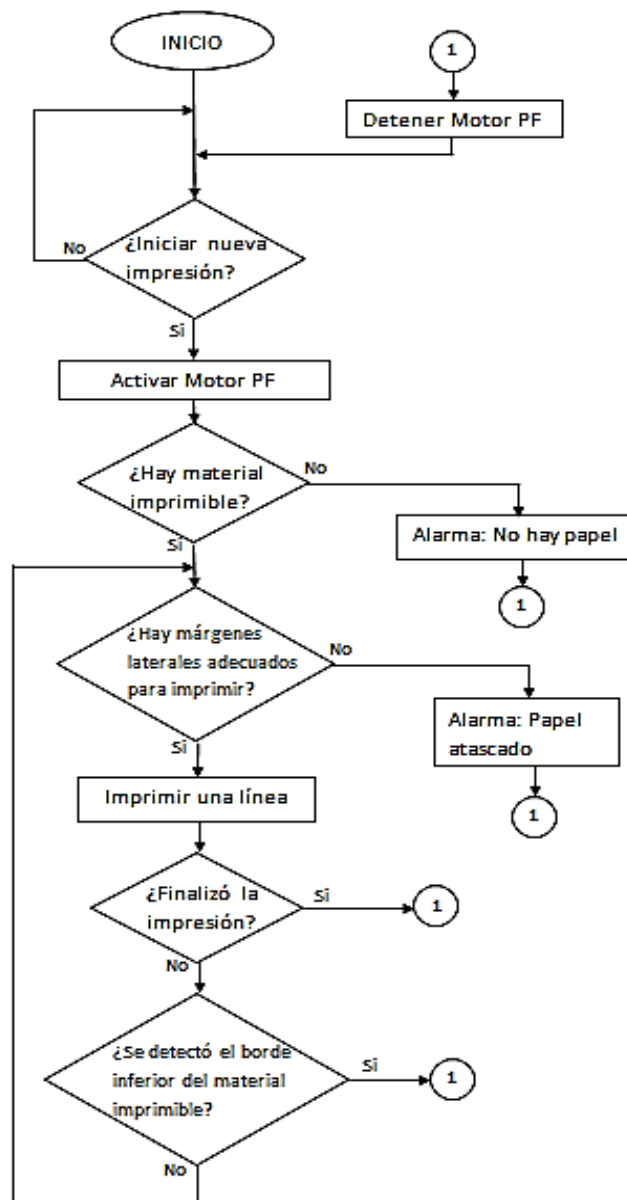 INICIO
1
Detener Motor PF
¿Iniciar nueva
impresión?
No
Si
Activar Motor PF
¿Hay material
imprimible?
No
Si
Alarma: No hay papel
1
¿Hay márgenes
laterales adecuados
para imprimir?
No
Si
Alarma: Papel
atascado
1
Imprimir una línea
¿Finalizó la
impresión?
Si
1
No
¿Se detectó el borde
inferior del material
imprimible?
Si
1
No